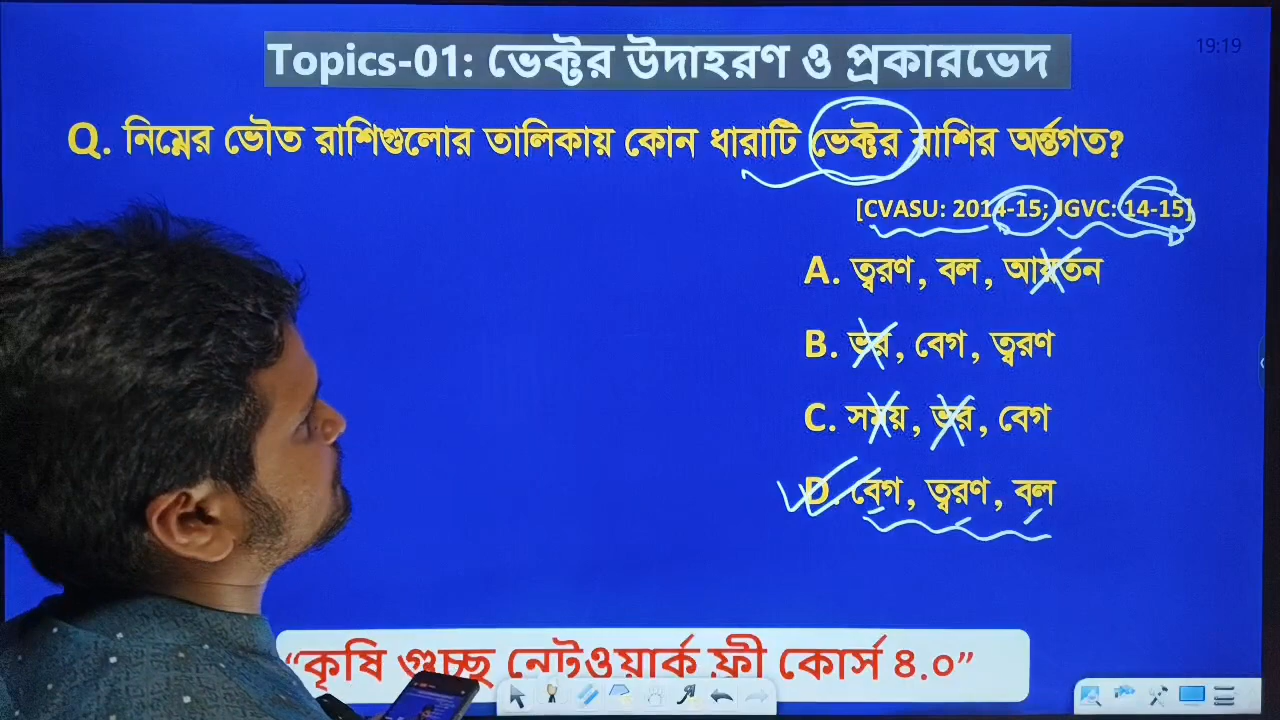 Topics-01: ভেক্টর উদাহরণ ও প্রকারভেদ
19:19
Q. নিম্নের ভৌত রাশিগুলোর তালিকায় কোন ধারাটি ভেক্টর রাশির অর্ন্তগত?
[CVASU: 2014-15; JGVC: 14-15]
A. ত্বরণ, বল, আয়তন
B. ভর, বেগ, ত্বরণ
C. সময়, ভর, বেগ
D. বেগ, ত্বরণ, বল
“কৃষি গুচ্ছ নেটওয়ার্ক ফ্রী কোর্স ৪.০”